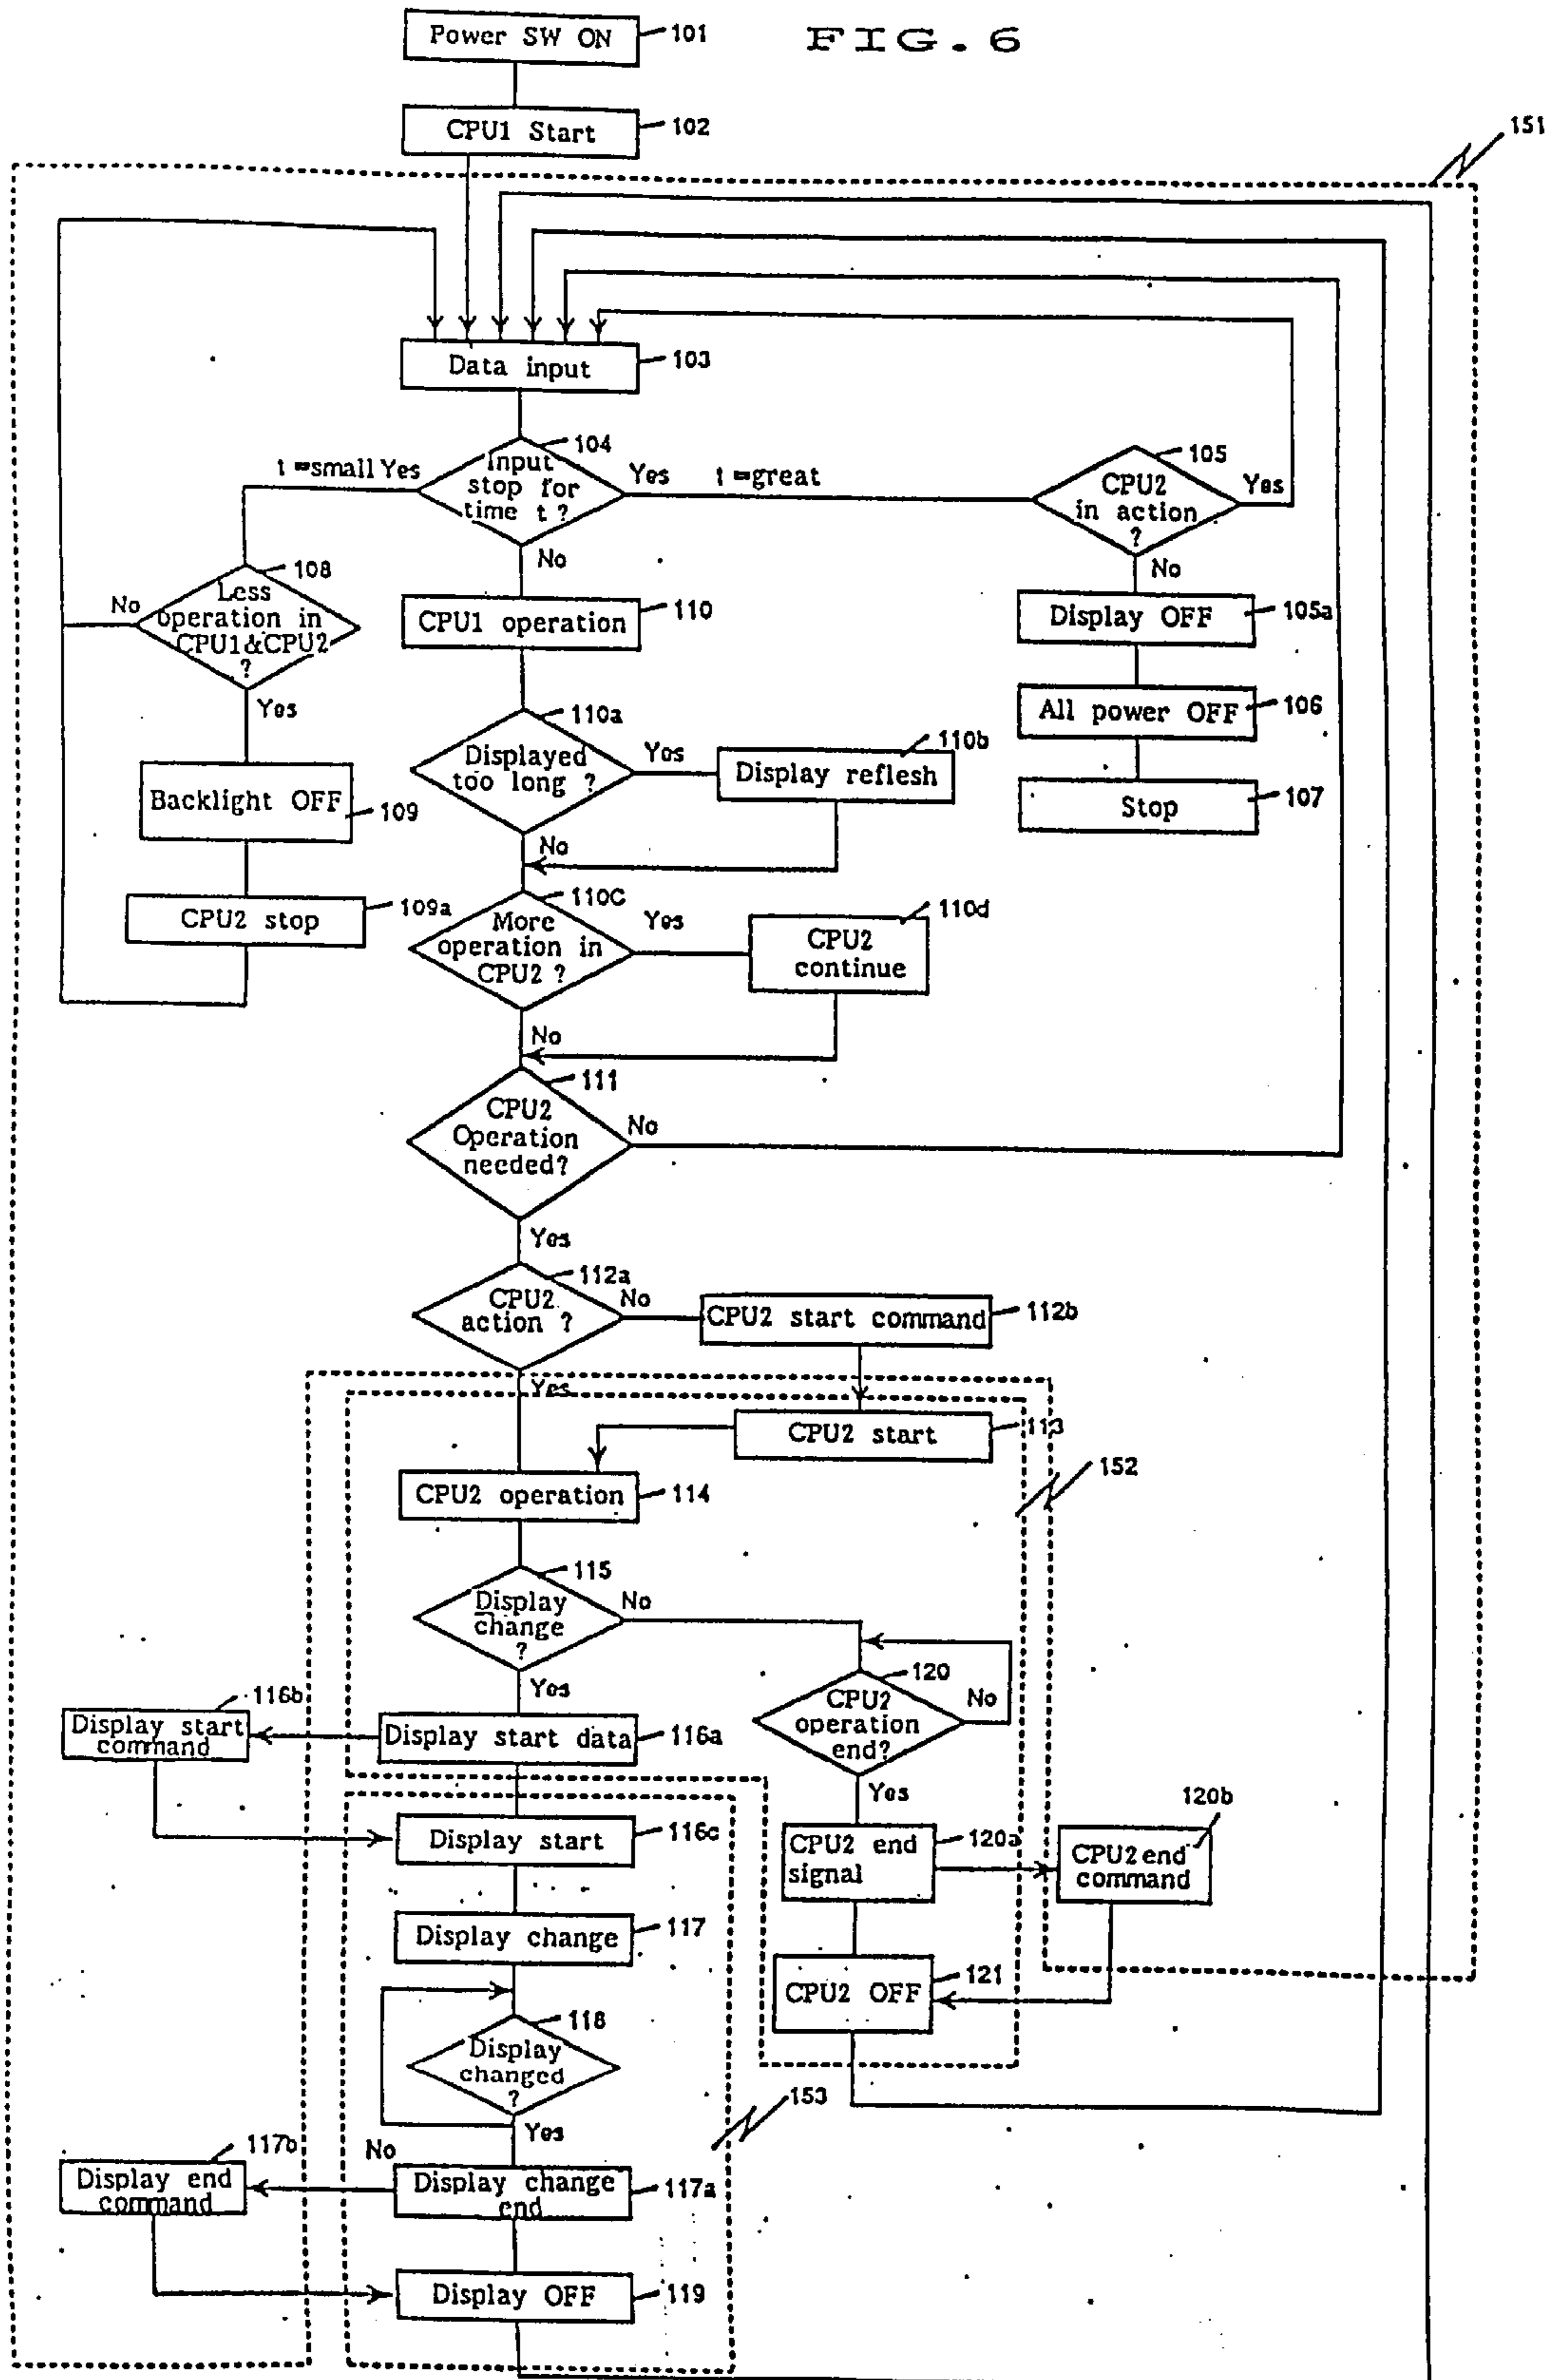 FIG. 6
Power SW ON
101
CPU1 Start
102
151
Data input
103
104
Input
stop for
time t ?
t =small Yes
Yes
t =great
No
105
CPU2
in action
?
Yes
No
108
Less
operation in
CPU1&CPU2
?
No
Yes
CPU1 operation
110
Display OFF
105a
All power OFF
106
Stop
107
Backlight OFF
109
CPU2 stop
109a
110a
Displayed
too long ?
Yes
No
110b
Display reflesh
110C
More
operation in
CPU2 ?
Yes
No
110d
CPU2
continue
111
CPU2
Operation
needed?
No
Yes
112a
CPU2
action ?
No
Yes
CPU2 start command
112b
CPU2 start
113
152
CPU2 operation
114
115
Display
change
?
No
Yes
120
CPU2
operation
end?
No
Yes
116b
Display start
command
Display start data
116a
Display start
116c
CPU2 end
signal
120a
120b
CPU2 end
command
Display change
117
CPU2 OFF
121
118
Display
changed
?
Yes
No
153
117b
Display end
command
Display change
end
117a
Display OFF
119